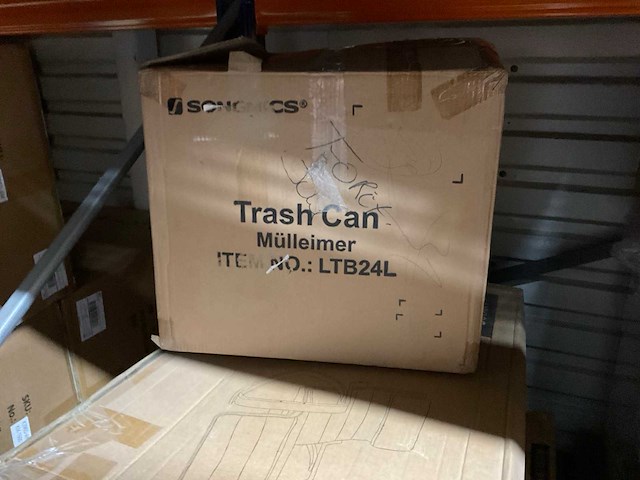 SONGMICS®
Trash Can
Mülleimer
ITEM NO.: LTB24L